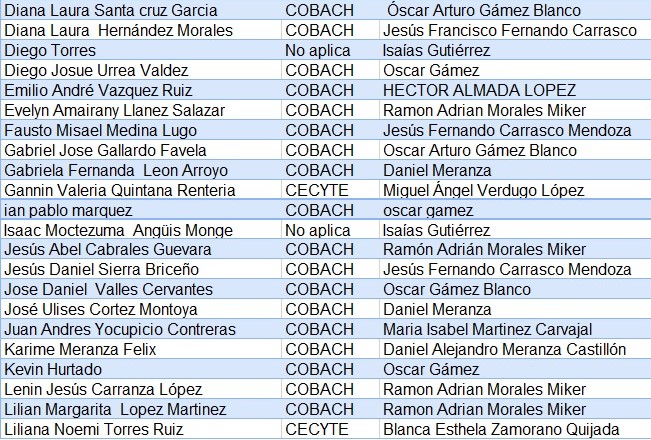 Diana Laura Santa cruz Garcia COBACH Óscar Arturo Gámez Blanco
Diana Laura Hernández Morales COBACH Jesús Francisco Fernando Carrasco
Diego Torres No aplica Isaías Gutiérrez
Diego Josue Urrea Valdez COBACH Oscar Gámez
Emilio André Vazquez Ruiz COBACH HECTOR ALMADA LOPEZ
Evelyn Amairany Llanez Salazar COBACH Ramon Adrian Morales Miker
Fausto Misael Medina Lugo COBACH Jesús Fernando Carrasco Mendoza
Gabriel Jose Gallardo Favela COBACH Oscar Arturo Gámez Blanco
Gabriela Fernanda Leon Arroyo COBACH Daniel Meranza
Gannin Valeria Quintana Renteria CECYTE Miguel Ángel Verdugo López
ian pablo marquez COBACH oscar gamez
Isaac Moctezuma Angüis Monge No aplica Isaías Gutiérrez
Jesús Abel Cabrales Guevara COBACH Ramón Adrián Morales Miker
Jesús Daniel Sierra Briceño COBACH Jesús Fernando Carrasco Mendoza
Jose Daniel Valles Cervantes COBACH Oscar Gámez Blanco
José Ulises Cortez Montoya COBACH Daniel Meranza
Juan Andres Yocupicio Contreras COBACH Maria Isabel Martinez Carvajal
Karime Meranza Felix COBACH Daniel Alejandro Meranza Castillón
Kevin Hurtado COBACH Oscar Gámez
Lenin Jesús Carranza López COBACH Ramon Adrian Morales Miker
Lilian Margarita Lopez Martinez COBACH Ramon Adrian Morales Miker
Liliana Noemi Torres Ruiz CECYTE Blanca Esthela Zamorano Quijada